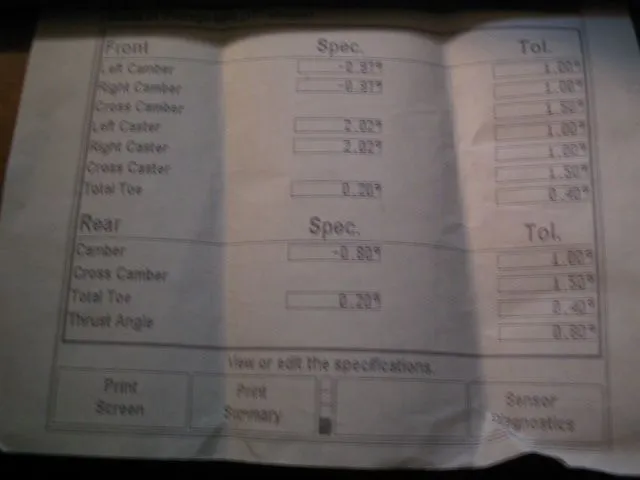 Front Spec. Tol.
Left Camber -0.87° 1.00°
Right Camber -0.87° 1.00°
Cross Camber 1.50°
Left Caster 2.02° 1.00°
Right Caster 2.02° 1.00°
Cross Caster 1.50°
Total Toe 0.20° 0.40°
Rear Spec. Tol.
Camber -0.80° 1.00°
Cross Camber 1.50°
Total Toe 0.20° 0.40°
Thrust Angle 0.80°
View or edit the specifications.
Print Screen
Print Summary
Sensor Diagnostics